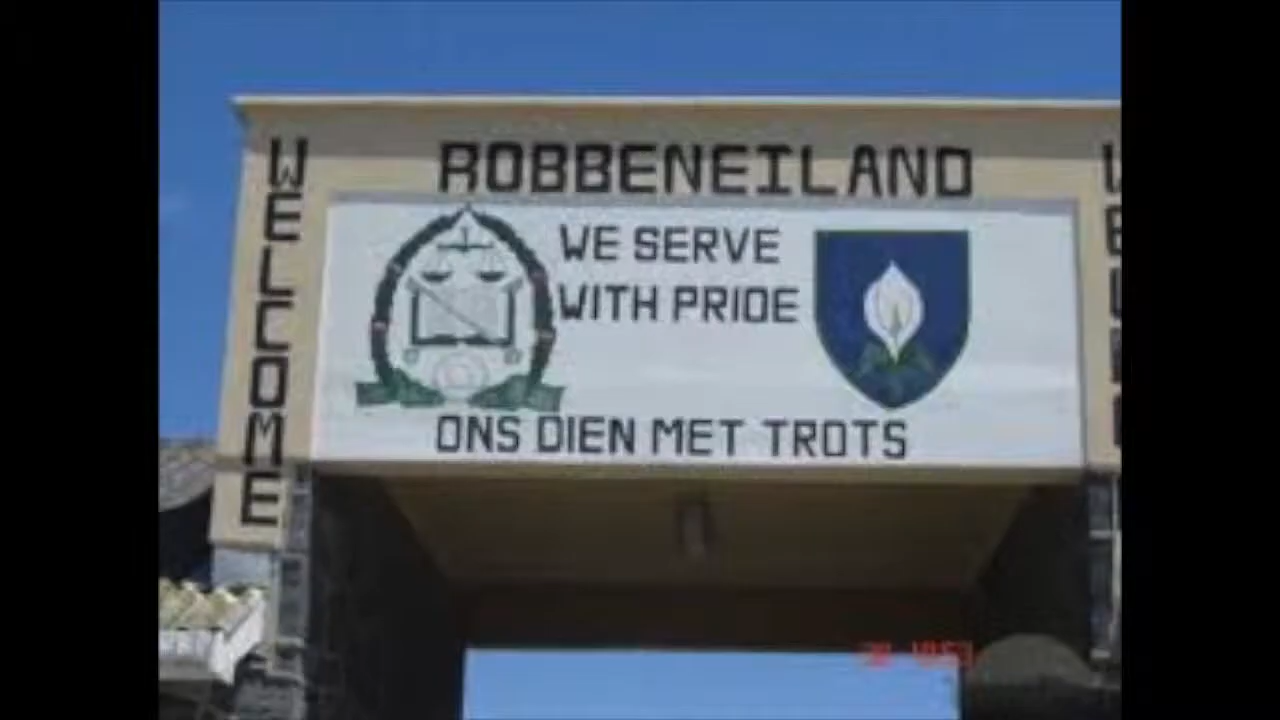 ROBBENEILAND
WELCOME
WE SERVE
WITH PRIDE
ONS DIEN MET TROTS